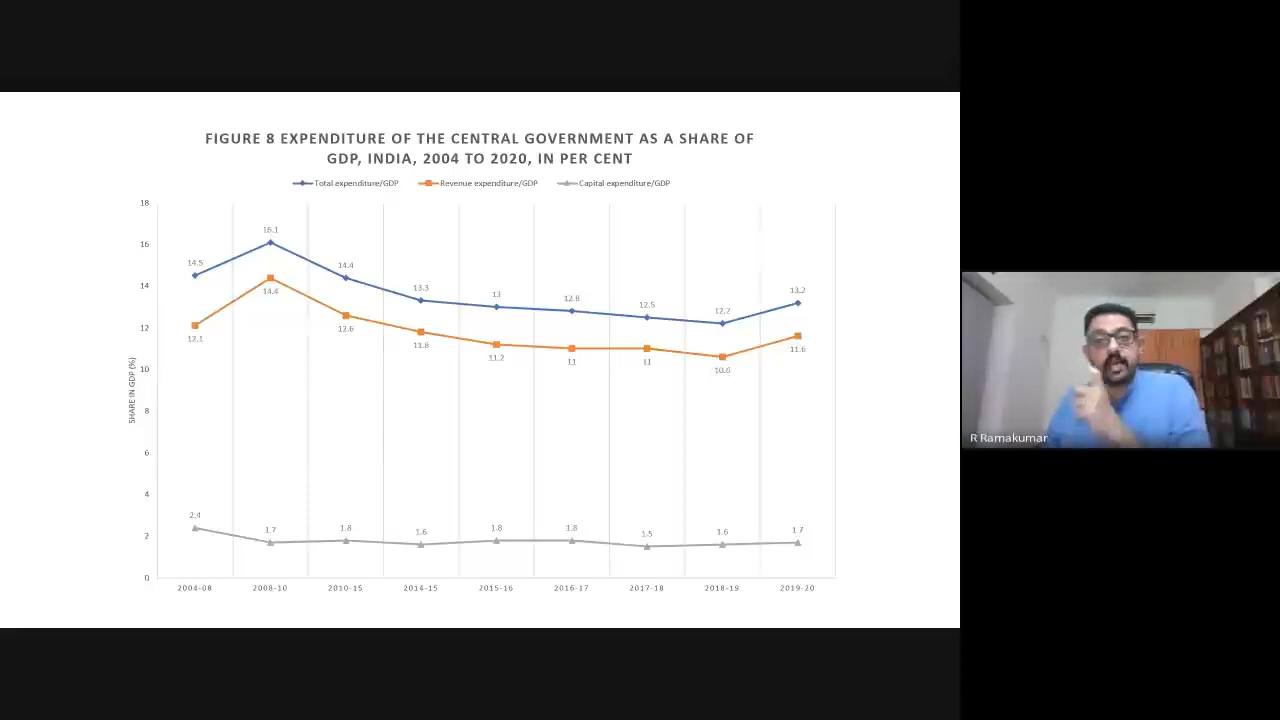 FIGURE 8 EXPENDITURE OF THE CENTRAL GOVERNMENT AS A SHARE OF
GDP, INDIA, 2004 TO 2020, IN PER CENT
Total expenditure/GDP Revenue expenditure/GDP Capital expenditure/GDP
SHARE IN GDP (%)
18
16
14
12
10
8
6
4
2
0
14.5 16.1 14.4 13.3 13 12.8 12.5 12.2 13.2
12.1 14.4 12.6 11.8 11.2 11 11 10.6 11.6
2.4 1.7 1.8 1.6 1.8 1.8 1.5 1.6 1.7
2004-08 2008-10 2010-15 2014-15 2015-16 2016-17 2017-18 2018-19 2019-20
R Ramakumar